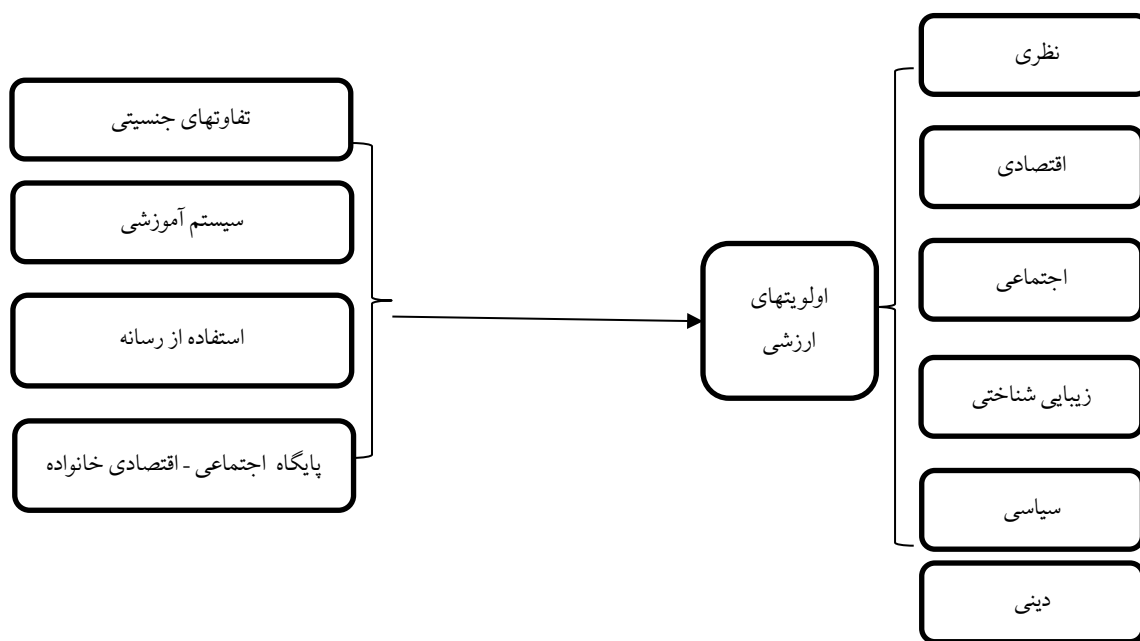 نظری
اقتصادی
اجتماعی
زیبایی شناختی
سیاسی
دینی
اولویتهای
ارزشی
تفاوتهای جنسیتی
سیستم آموزشی
استفاده از رسانه
پایگاه اجتماعی - اقتصادی خانواده